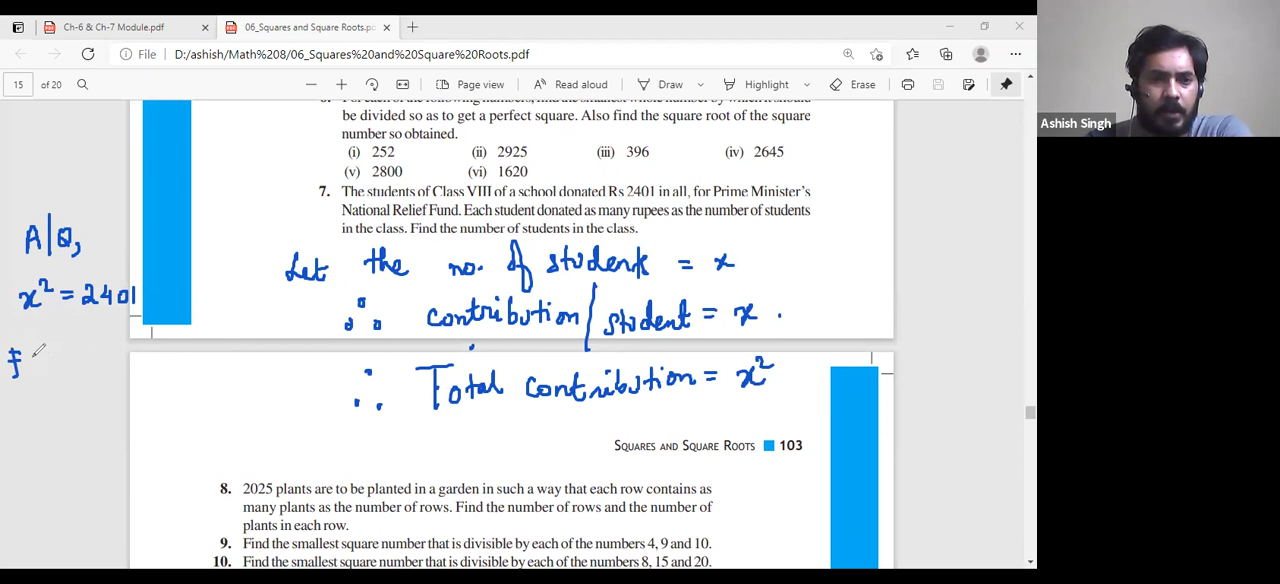 Ch-6 & Ch-7 Module.pdf
06_Squares and Square Roots.pd
File D:/ashish/Math%208/06_Squares%20and%20Square%20Roots.pdf
15 of 20
Page view
Read aloud
Draw
Highlight
Erase
Ashish Singh
be divided so as to get a perfect square. Also find the square root of the square
number so obtained.
(i) 252 (ii) 2925 (iii) 396 (iv) 2645
(v) 2800 (vi) 1620
7. The students of Class VIII of a school donated Rs 2401 in all, for Prime Minister's
National Relief Fund. Each student donated as many rupees as the number of students
in the class. Find the number of students in the class.
A|Q,
x² = 2401
Let the no. of students = x
∴ contribution / student = x .
∴ Total contribution = x²
SQUARES AND SQUARE ROOTS 103
8. 2025 plants are to be planted in a garden in such a way that each row contains as
many plants as the number of rows. Find the number of rows and the number of
plants in each row.
9. Find the smallest square number that is divisible by each of the numbers 4, 9 and 10.
10. Find the smallest square number that is divisible by each of the numbers 8, 15 and 20.